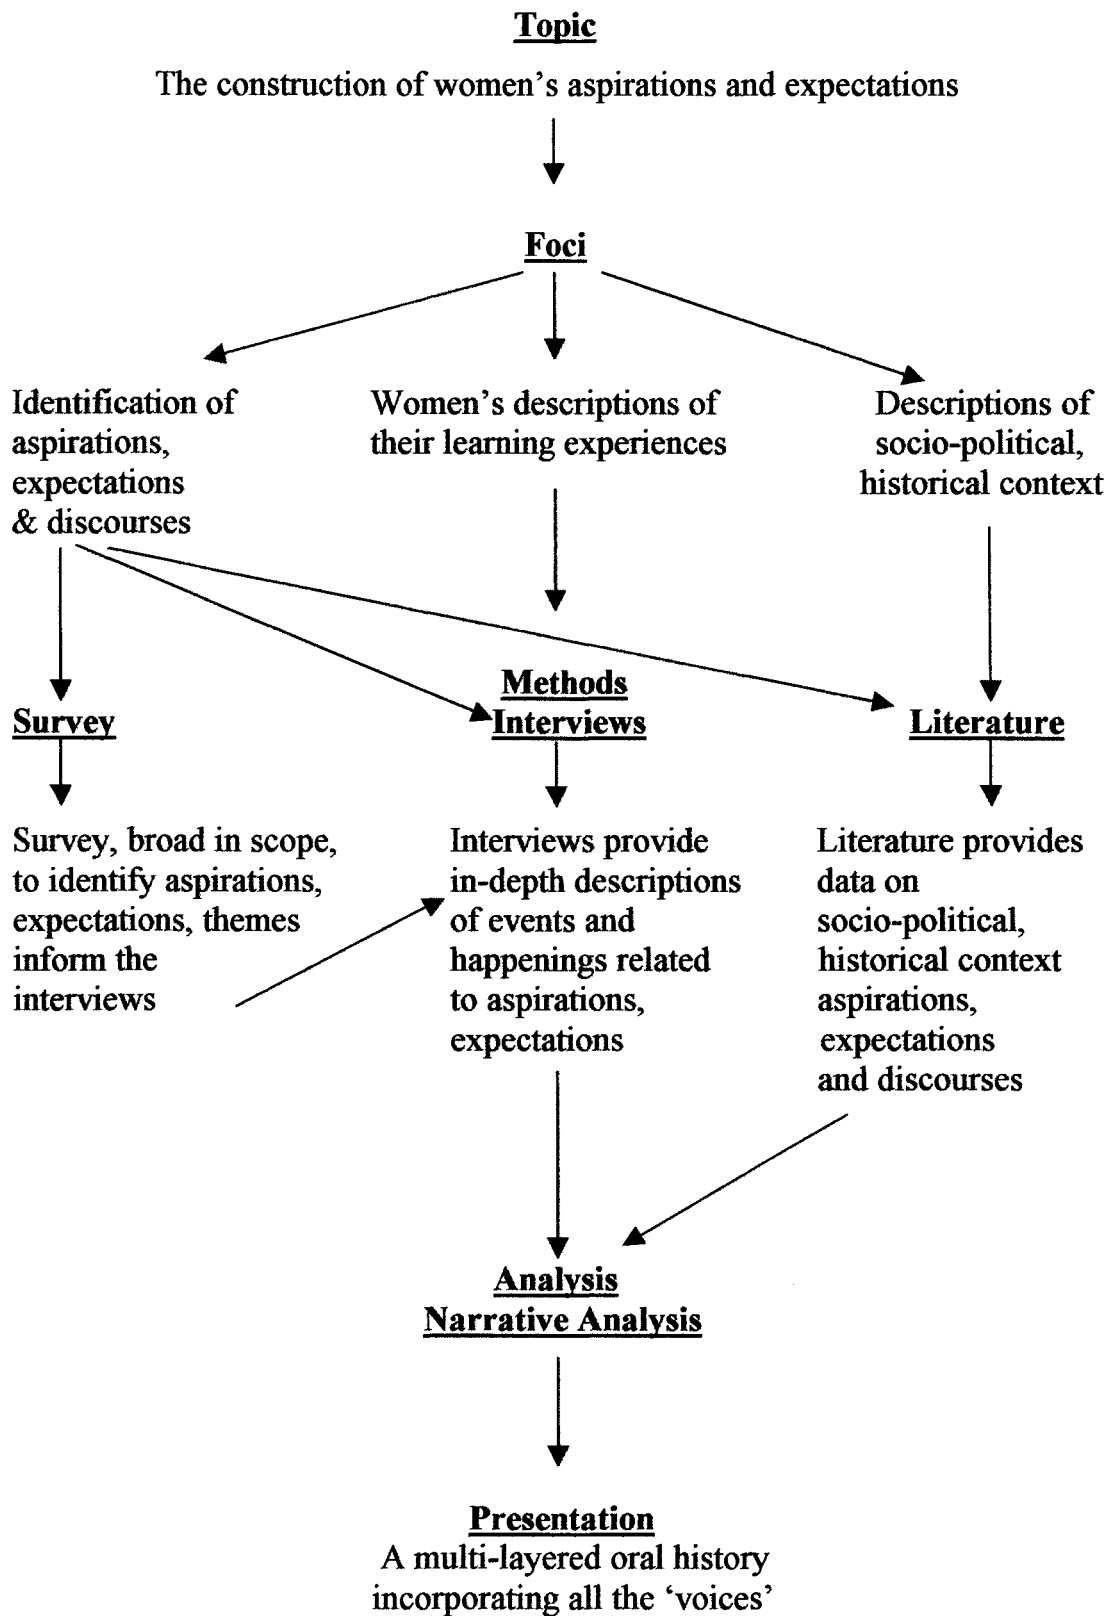 Topic
The construction of women's aspirations and expectations
Foci
Identification of
aspirations,
expectations
& discourses
Women's descriptions of
their learning experiences
Descriptions of
socio-political,
historical context
Methods
Survey
Interviews
Literature
Survey, broad in scope,
to identify aspirations,
expectations, themes
inform the
interviews
Interviews provide
in-depth descriptions
of events and
happenings related
to aspirations,
expectations
Literature provides
data on
socio-political,
historical context
aspirations,
expectations
and discourses
Analysis
Narrative Analysis
Presentation
A multi-layered oral history
incorporating all the ‘voices’